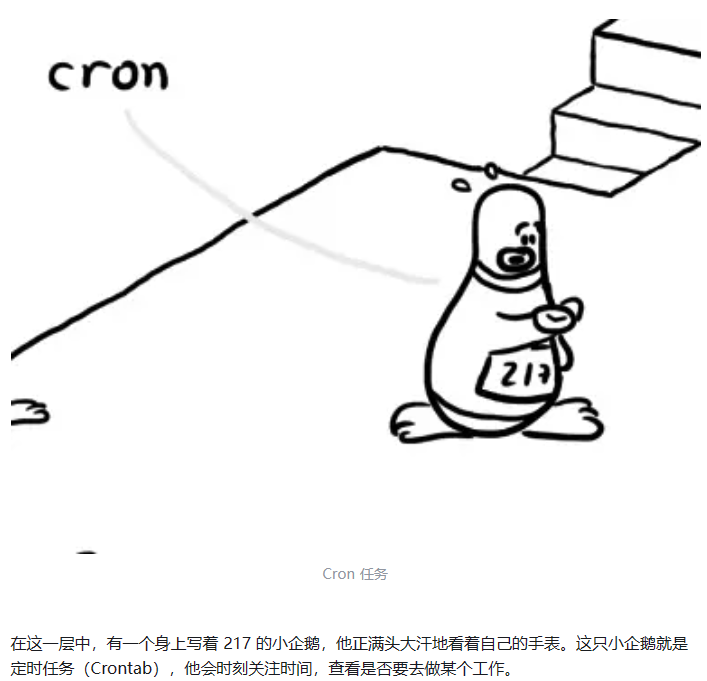 cron
217
Cron 任务
在这一层中，有一个身上写着 217 的小企鹅，他正满头大汗地看着自己的手表。这只小企鹅就是
定时任务（Crontab），他会时刻关注时间，查看是否要去做某个工作。